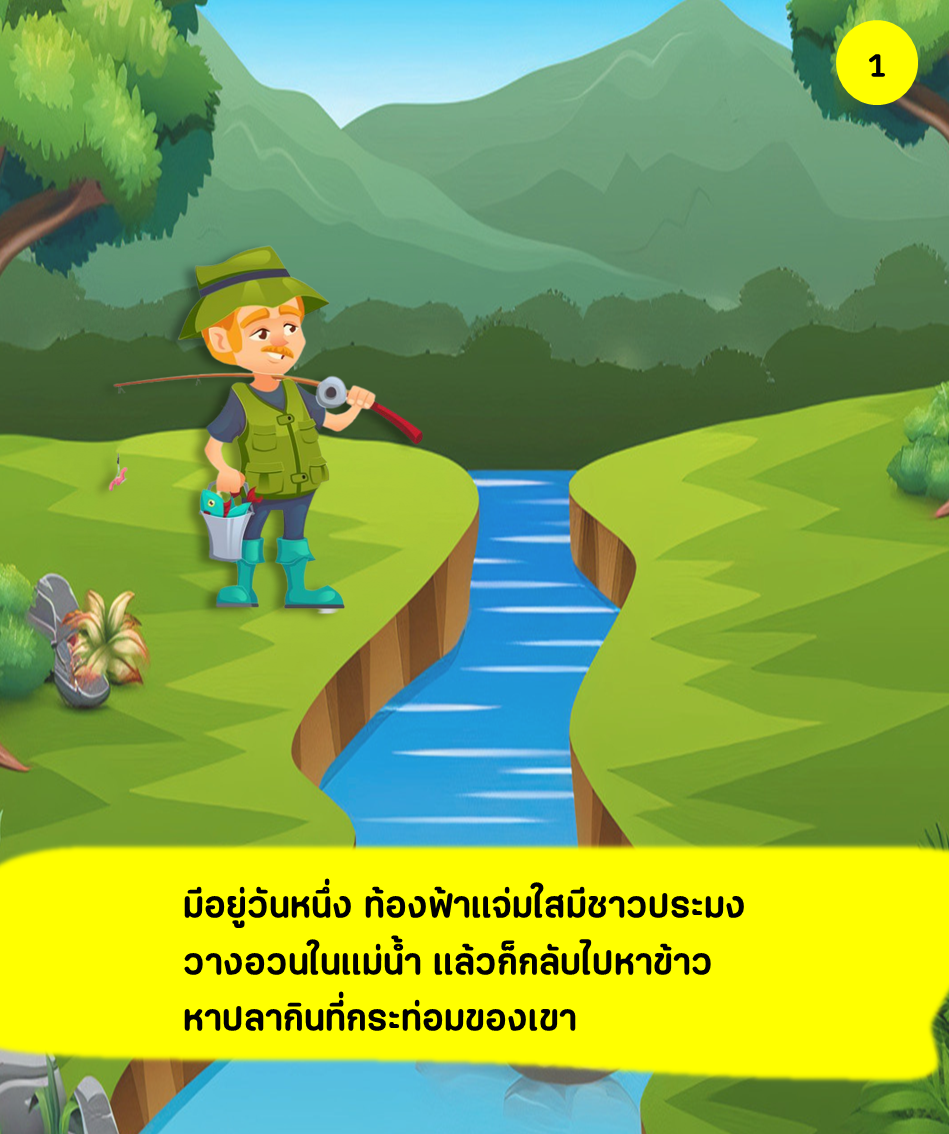 1
มีอยู่วันหนึ่ง ท้องฟ้าแจ่มใสมีชาวประมง
วางอวนในแม่น้ำ แล้วก็กลับไปหาข้าว
หาปลากินที่กระท่อมของเขา